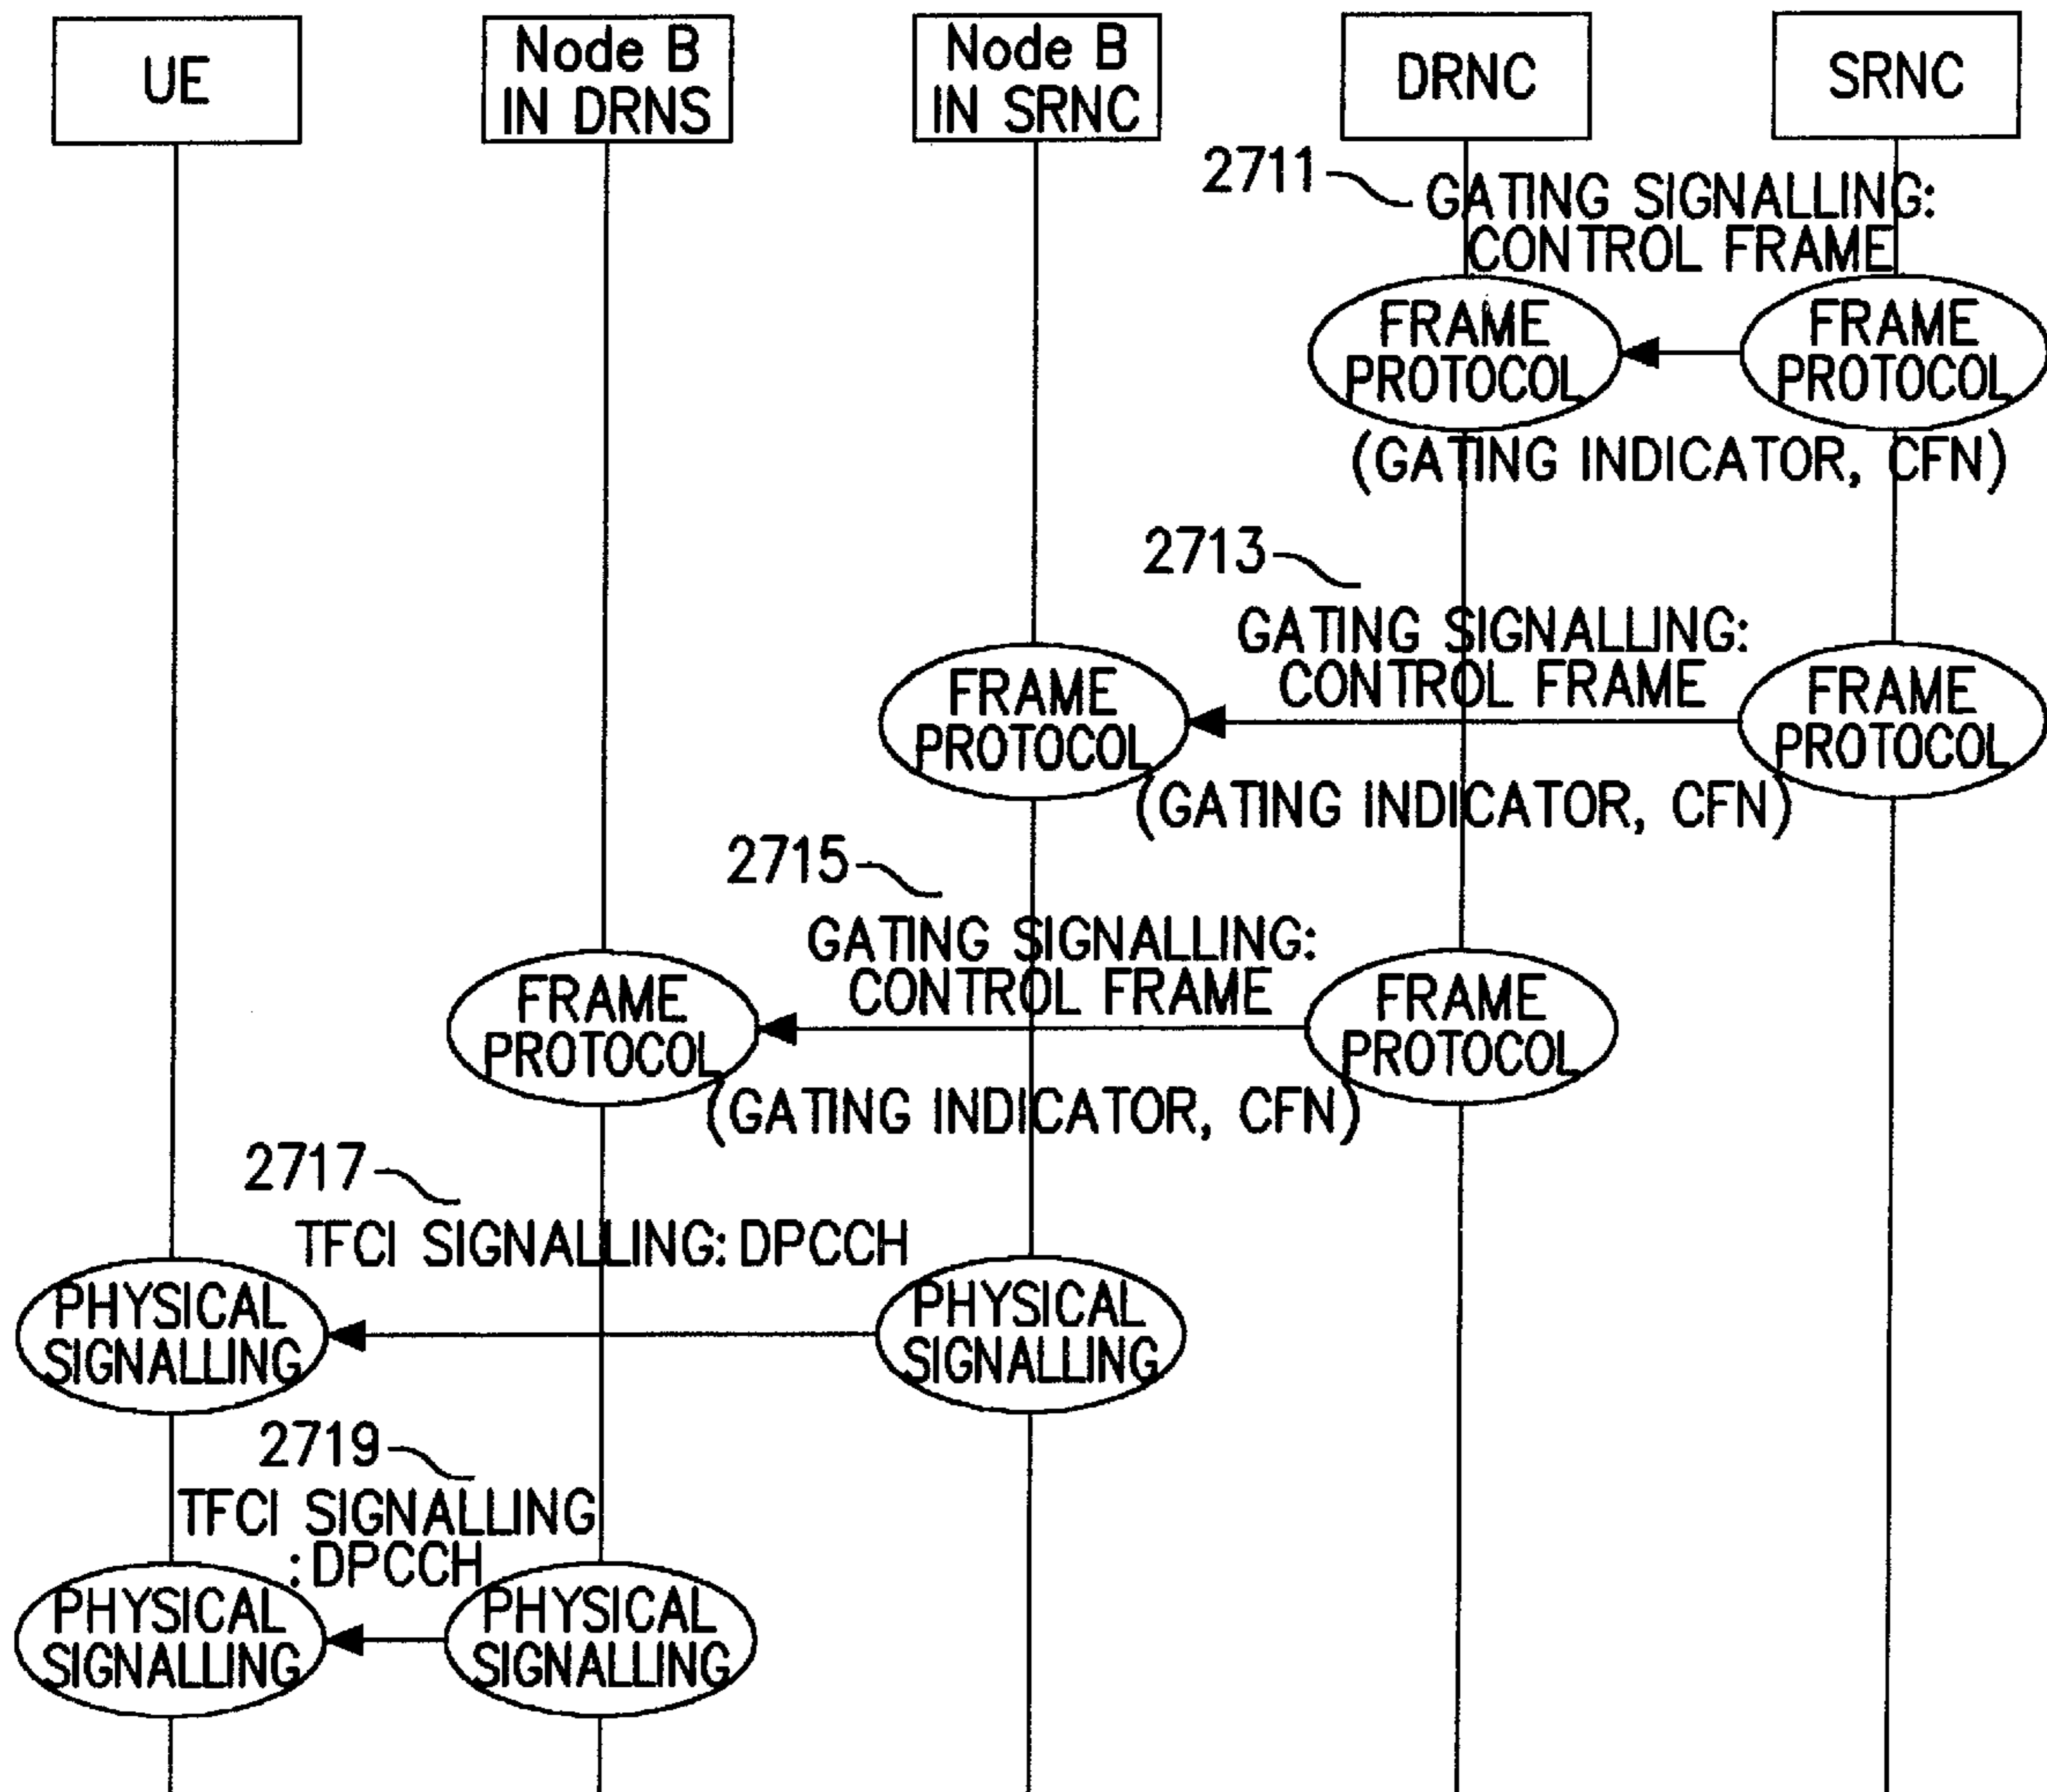 UE
Node B
IN DRNS
Node B
IN SRNC
DRNC
SRNC
2711
GATING SIGNALLING:
CONTROL FRAME
FRAME
PROTOCOL
FRAME
PROTOCOL
(GATING INDICATOR, CFN)
2713
GATING SIGNALLING:
CONTROL FRAME
FRAME
PROTOCOL
FRAME
PROTOCOL
(GATING INDICATOR, CFN)
2715
GATING SIGNALLING:
CONTROL FRAME
FRAME
PROTOCOL
FRAME
PROTOCOL
(GATING INDICATOR, CFN)
2717
TFCI SIGNALLING: DPCCH
PHYSICAL
SIGNALLING
PHYSICAL
SIGNALLING
2719
TFCI SIGNALLING
: DPCCH
PHYSICAL
SIGNALLING
PHYSICAL
SIGNALLING